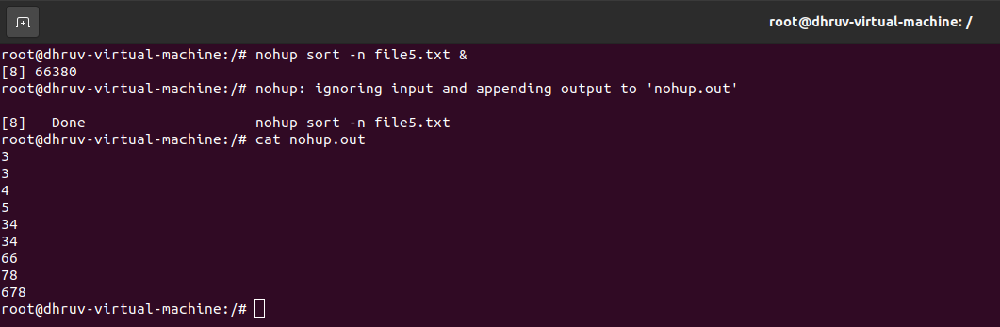 root@dhruv-virtual-machine: /
root@dhruv-virtual-machine:/# nohup sort -n file5.txt &
[8] 66380
root@dhruv-virtual-machine:/# nohup: ignoring input and appending output to 'nohup.out'
[8]   Done                    nohup sort -n file5.txt
root@dhruv-virtual-machine:/# cat nohup.out
3
3
4
5
34
34
66
78
678
root@dhruv-virtual-machine:/#